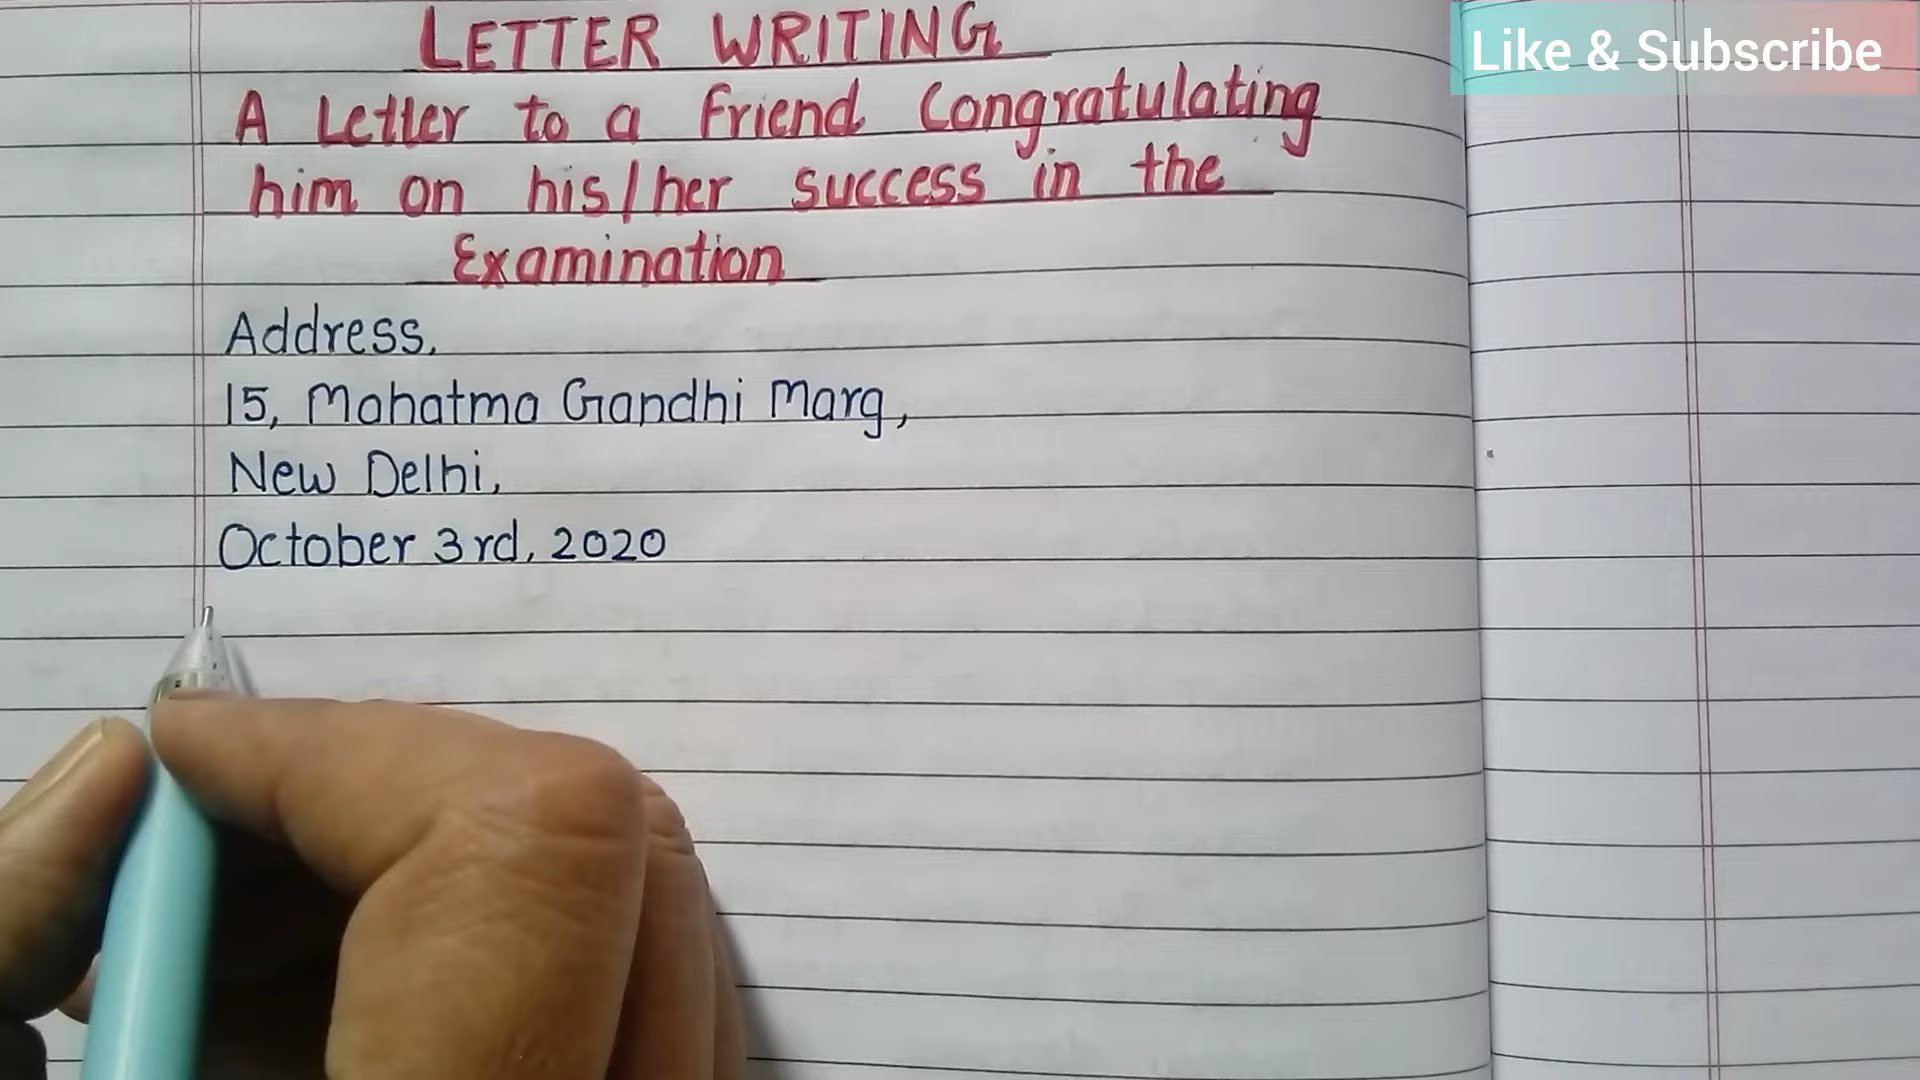 LETTER WRITING
Like & Subscribe
A Letter to a Friend Congratulating
him on his/her success in the
Examination
Address,
15, Mahatma Gandhi Marg,
New Delhi,
October 3rd, 2020